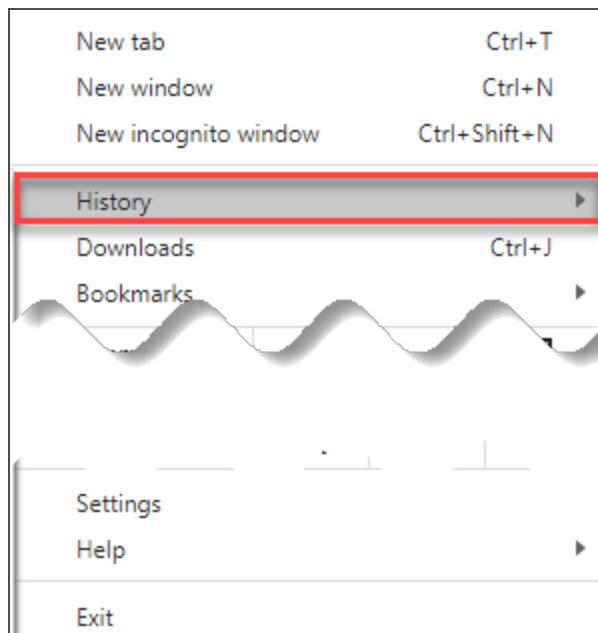 New tab Ctrl+T
New window Ctrl+N
New incognito window Ctrl+Shift+N
History
Downloads Ctrl+J
Bookmarks
Settings
Help
Exit